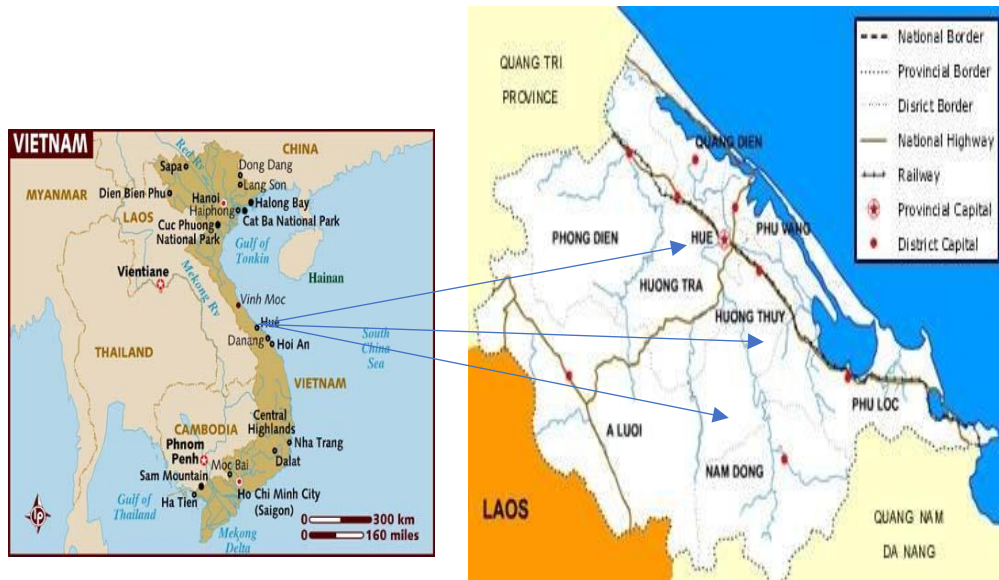 VIETNAM
CHINA
Red Rv
Sapa
Dong Dang
Lang Son
MYANMAR
Dien Bien Phu
Hanoi
Halong Bay
Haiphong
Cat Ba National Park
LAOS
Cuc Phuong
National Park
Gulf of
Tonkin
Vientiane
Hainan
Mekong Rv
Vinh Moc
Hué
Danang
Hoi An
South
China
Sea
THAILAND
VIETNAM
CAMBODIA
Central
Highlands
Phnom
Penh
Nha Trang
Moc Bai
Dalat
Sam Mountain
Ho Chi Minh City
(Saigon)
Gulf of
Thailand
Ha Tien
Mekong
Delta
0 300 km
0 160 miles
lp
QUANG TRI
PROVINCE
National Border
Provincial Border
Disrict Border
National Highway
Railway
Provincial Capital
District Capital
QUANG DIEN
PHONG DIEN
HUE
PHU VANG
HUONG TRA
HUONG THUY
PHU LOC
A LUOI
NAM DONG
LAOS
QUANG NAM
DA NANG